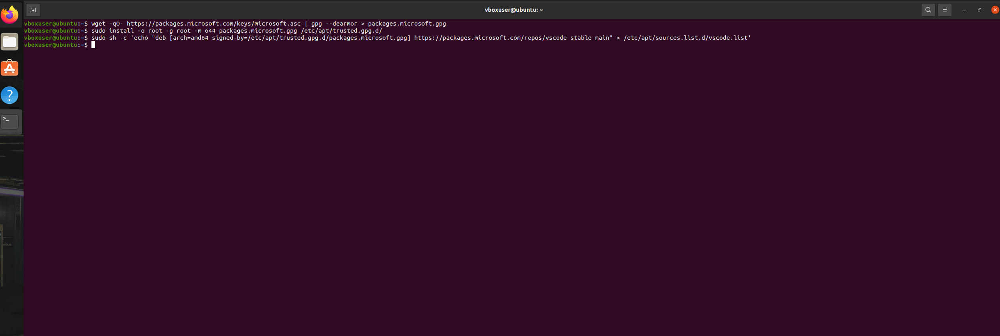 vboxuser@ubuntu: ~
vboxuser@ubuntu:~$ wget -qO- https://packages.microsoft.com/keys/microsoft.asc | gpg --dearmor > packages.microsoft.gpg
vboxuser@ubuntu:~$ sudo install -o root -g root -m 644 packages.microsoft.gpg /etc/apt/trusted.gpg.d/
vboxuser@ubuntu:~$ sudo sh -c 'echo "deb [arch=amd64 signed-by=/etc/apt/trusted.gpg.d/packages.microsoft.gpg] https://packages.microsoft.com/repos/vscode stable main" > /etc/apt/sources.list.d/vscode.list'
vboxuser@ubuntu:~$
?
>_